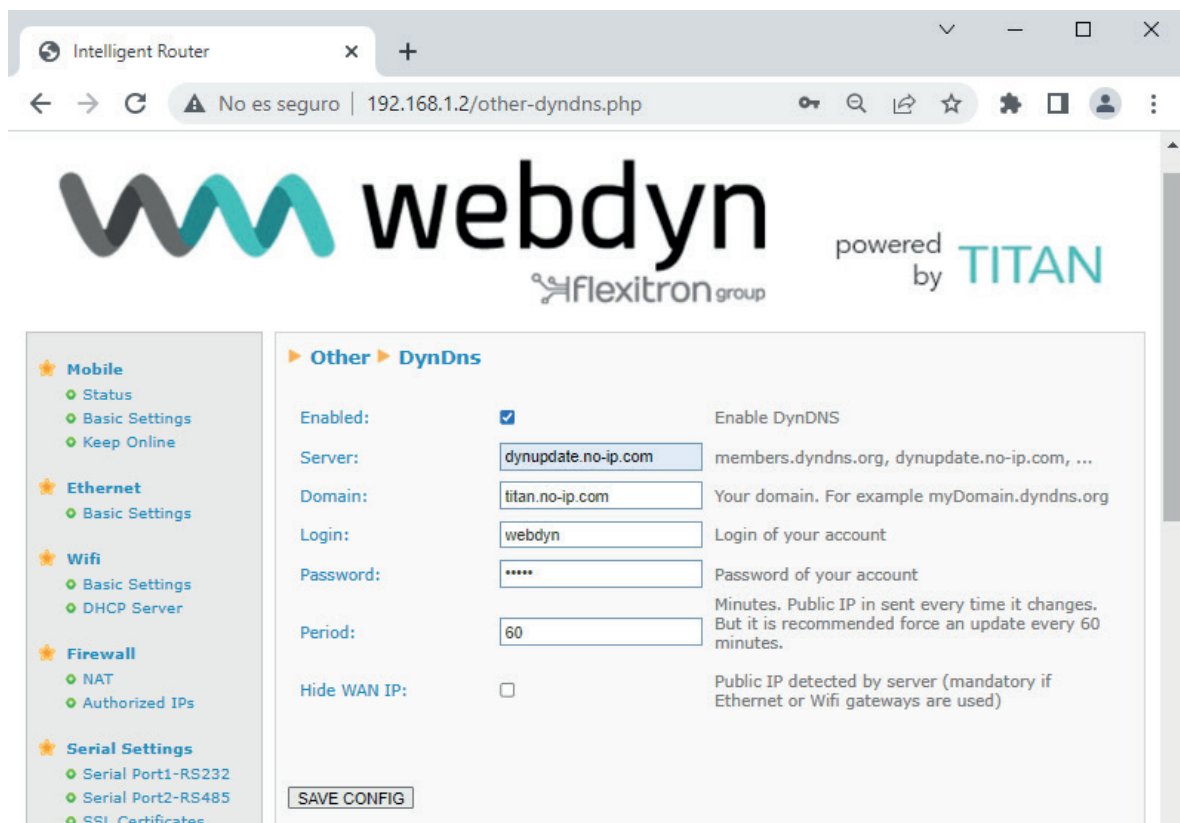 Intelligent Router
No es seguro | 192.168.1.2/other-dyndns.php
webdyn
flexitron group
powered
by TITAN
Mobile
Status
Basic Settings
Keep Online
Ethernet
Basic Settings
Wifi
Basic Settings
DHCP Server
Firewall
NAT
Authorized IPs
Serial Settings
Serial Port1-RS232
Serial Port2-RS485
SSL Certificates
Other DynDns
Enabled: Enable DynDNS
Server: dynupdate.no-ip.com members.dyndns.org, dynupdate.no-ip.com, ...
Domain: titan.no-ip.com Your domain. For example myDomain.dyndns.org
Login: webdyn Login of your account
Password: ••••• Password of your account
Period: 60 Minutes. Public IP in sent every time it changes.
But it is recommended force an update every 60
minutes.
Hide WAN IP: Public IP detected by server (mandatory if
Ethernet or Wifi gateways are used)
SAVE CONFIG